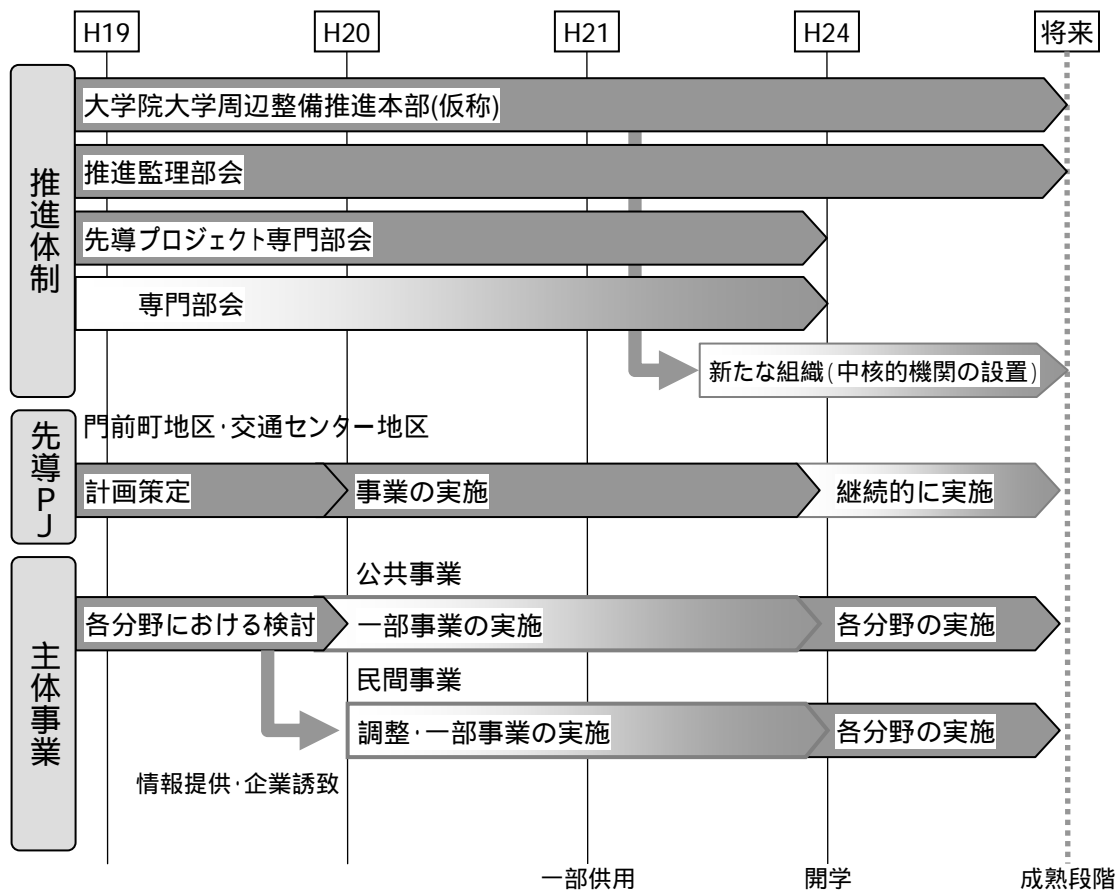 H19
H20
H21
H24
将来
推進体制
大学院大学周辺整備推進本部(仮称)
推進監理部会
先導プロジェクト専門部会
専門部会
新たな組織(中核的機関の設置)
先導PJ
門前町地区・交通センター地区
計画策定
事業の実施
継続的に実施
主体事業
公共事業
各分野における検討
一部事業の実施
各分野の実施
民間事業
調整・一部事業の実施
各分野の実施
情報提供・企業誘致
一部供用
開学
成熟段階